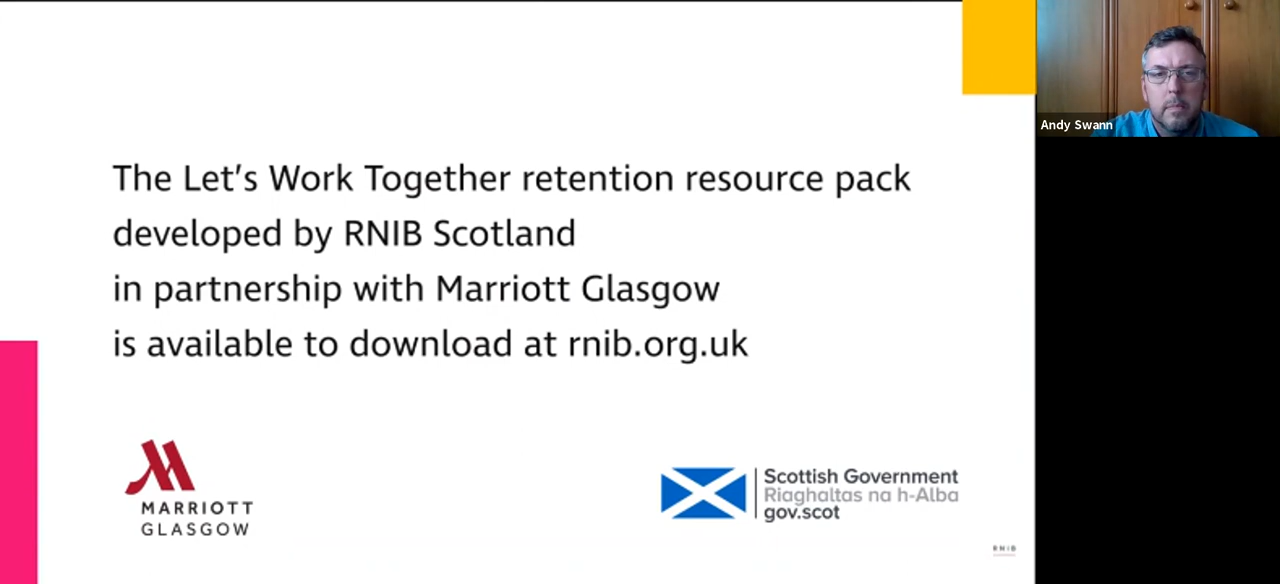 The Let's Work Together retention resource pack
developed by RNIB Scotland
in partnership with Marriott Glasgow
is available to download at rnib.org.uk
MARRIOTT
GLASGOW
Scottish Government
Riaghaltas na h-Alba
gov.scot
RNIB
Andy Swann